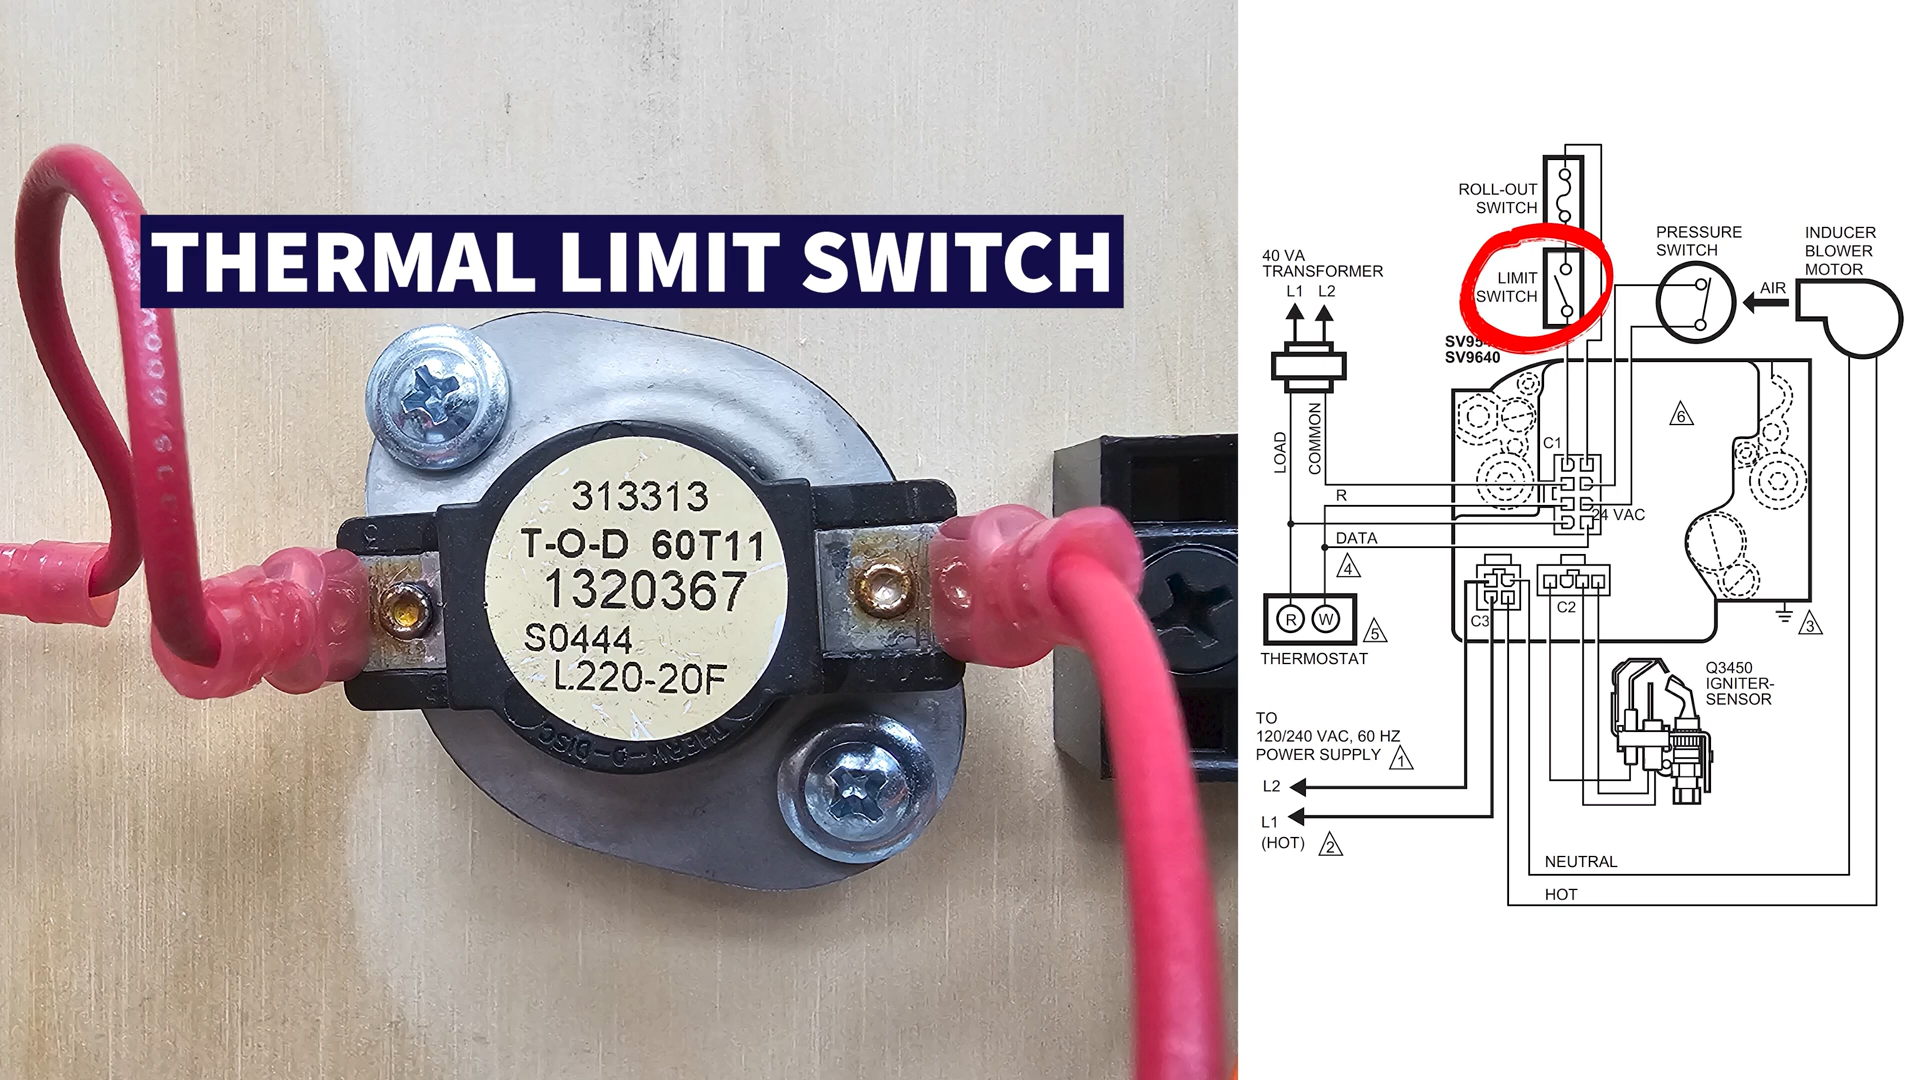 THERMAL LIMIT SWITCH
313313
T-O-D 60T11
1320367
S0444
L220-20F
THERM-O-DISC
ROLL-OUT
SWITCH
LIMIT
SWITCH
PRESSURE
SWITCH
INDUCER
BLOWER
MOTOR
AIR
40 VA
TRANSFORMER
L1 L2
SV9640
LOAD
COMMON
C1
6
R
24 VAC
DATA
4
R W
5
THERMOSTAT
C3
C2
3
Q3450
IGNITER-
SENSOR
TO
120/240 VAC, 60 HZ
POWER SUPPLY 1
L2
L1
(HOT) 2
NEUTRAL
HOT